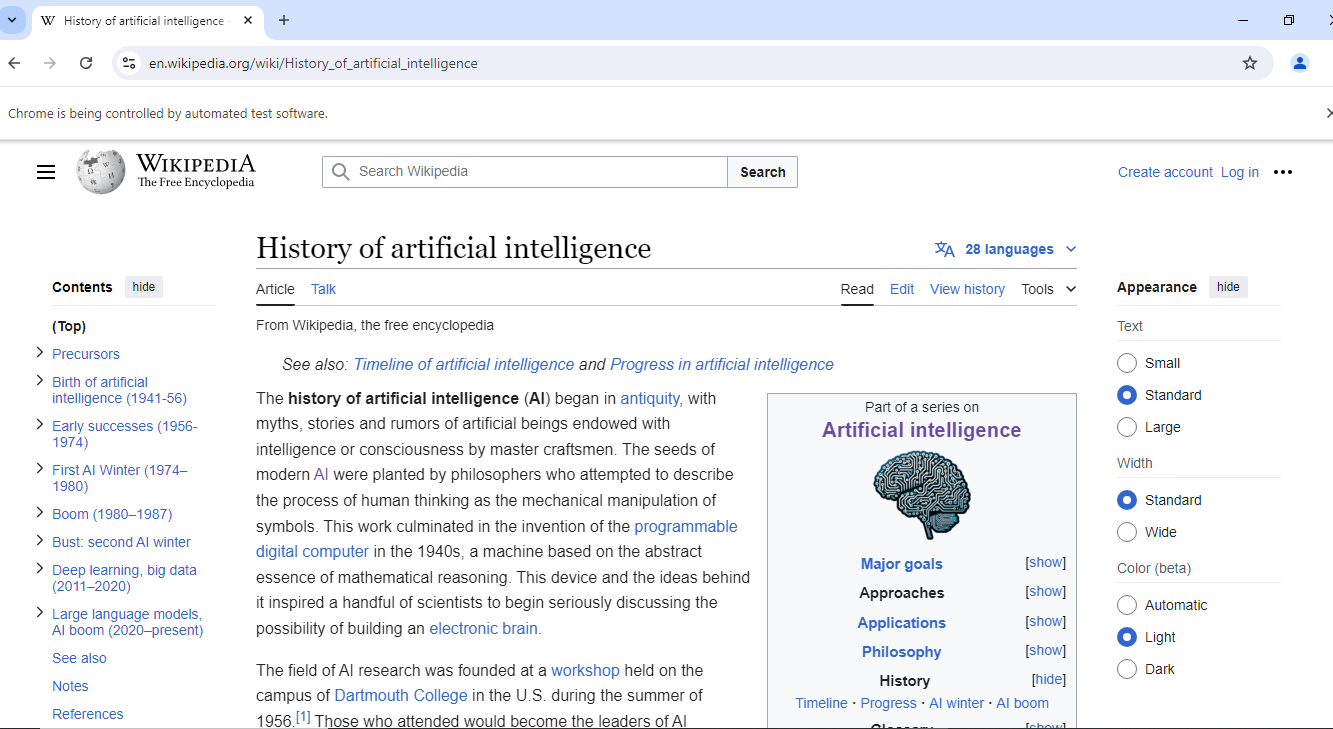 History of artificial intelligence -
en.wikipedia.org/wiki/History_of_artificial_intelligence
Chrome is being controlled by automated test software.
WIKIPEDIA
The Free Encyclopedia
Search Wikipedia
Search
Create account Log in
History of artificial intelligence
28 languages
Article Talk
Read Edit View history Tools
From Wikipedia, the free encyclopedia
Contents hide
(Top)
Precursors
Birth of artificial
intelligence (1941-56)
Early successes (1956-
1974)
First AI Winter (1974–
1980)
Boom (1980–1987)
Bust: second AI winter
Deep learning, big data
(2011–2020)
Large language models,
AI boom (2020–present)
See also
Notes
References
See also: Timeline of artificial intelligence and Progress in artificial intelligence
The history of artificial intelligence (AI) began in antiquity, with
myths, stories and rumors of artificial beings endowed with
intelligence or consciousness by master craftsmen. The seeds of
modern AI were planted by philosophers who attempted to describe
the process of human thinking as the mechanical manipulation of
symbols. This work culminated in the invention of the programmable
digital computer in the 1940s, a machine based on the abstract
essence of mathematical reasoning. This device and the ideas behind
it inspired a handful of scientists to begin seriously discussing the
possibility of building an electronic brain.
The field of AI research was founded at a workshop held on the
campus of Dartmouth College in the U.S. during the summer of
1956.[1] Those who attended would become the leaders of AI
Part of a series on
Artificial intelligence
Major goals [show]
Approaches [show]
Applications [show]
Philosophy [show]
History [hide]
Timeline · Progress · AI winter · AI boom
Glossary [show]
Appearance hide
Text
Small
Standard
Large
Width
Standard
Wide
Color (beta)
Automatic
Light
Dark